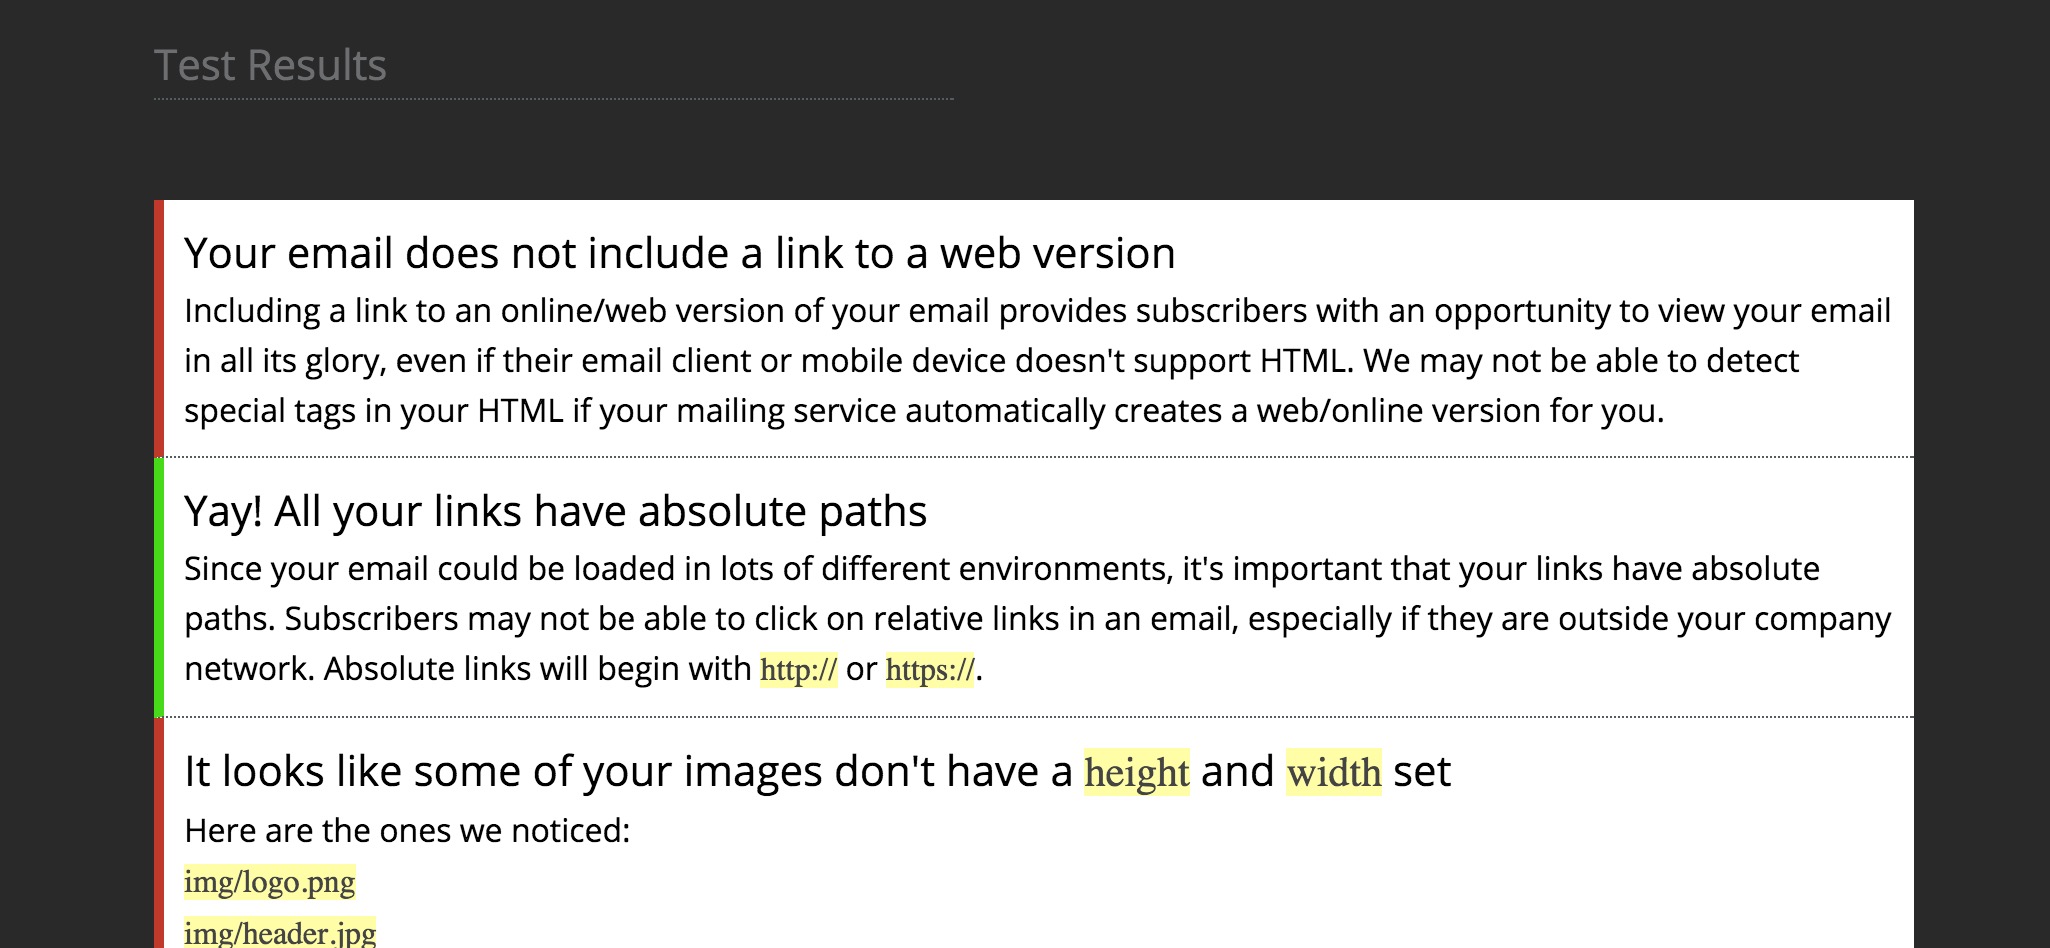 Test Results
Your email does not include a link to a web version
Including a link to an online/web version of your email provides subscribers with an opportunity to view your email
in all its glory, even if their email client or mobile device doesn't support HTML. We may not be able to detect
special tags in your HTML if your mailing service automatically creates a web/online version for you.
Yay! All your links have absolute paths
Since your email could be loaded in lots of different environments, it's important that your links have absolute
paths. Subscribers may not be able to click on relative links in an email, especially if they are outside your company
network. Absolute links will begin with http:// or https://.
It looks like some of your images don't have a height and width set
Here are the ones we noticed:
img/logo.png
img/header.jpg